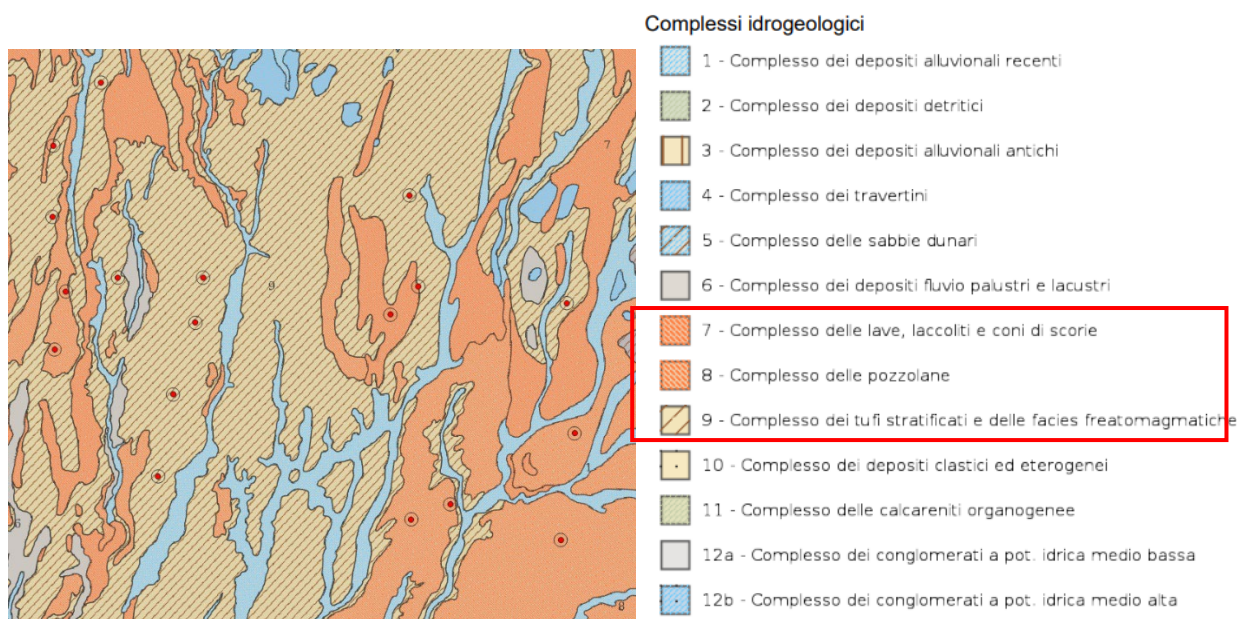 Complessi idrogeologici
1 - Complesso dei depositi alluvionali recenti
2 - Complesso dei depositi detritici
3 - Complesso dei depositi alluvionali antichi
4 - Complesso dei travertini
5 - Complesso delle sabbie dunari
6 - Complesso dei depositi fluvio palustri e lacustri
7 - Complesso delle lave, laccoliti e coni di scorie
8 - Complesso delle pozzolane
9 - Complesso dei tufi stratificati e delle facies freatomagmatiche
10 - Complesso dei depositi clastici ed eterogenei
11 - Complesso delle calcareniti organogenee
12a - Complesso dei conglomerati a pot. idrica medio bassa
12b - Complesso dei conglomerati a pot. idrica medio alta
7
9
6
8